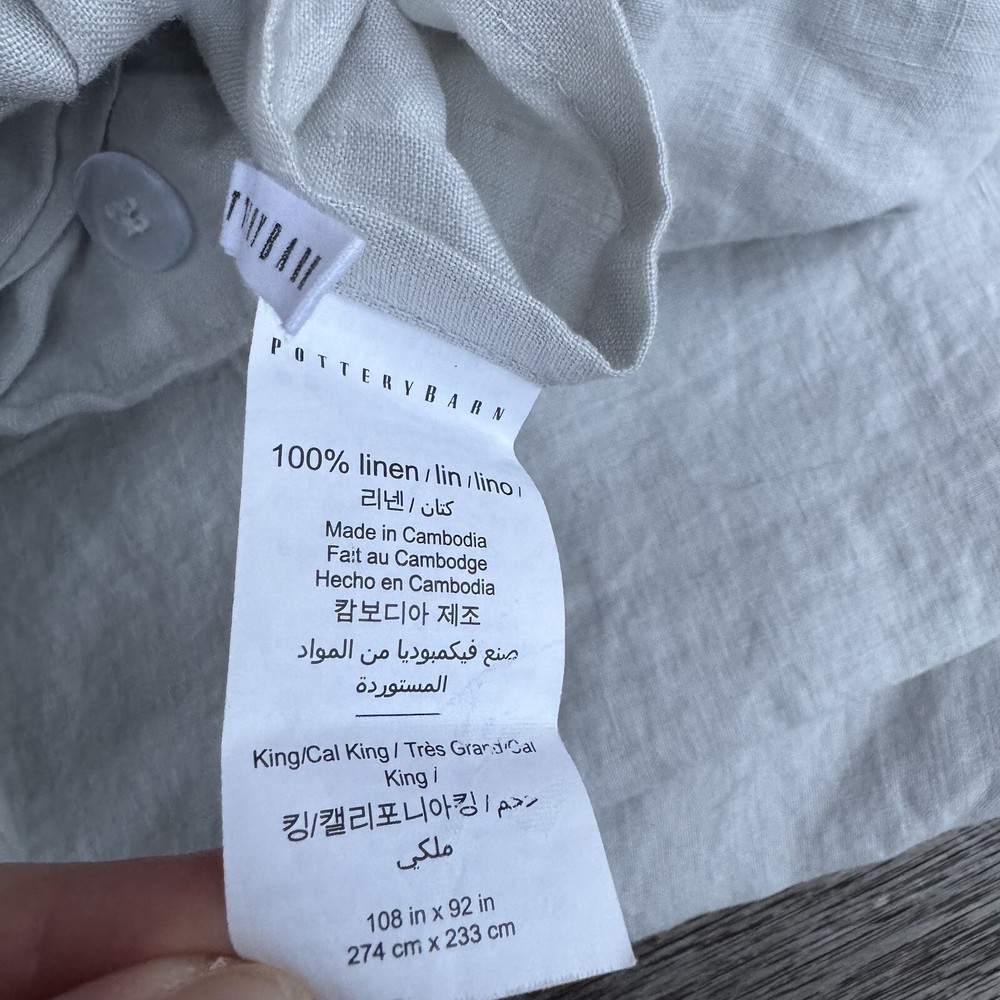 POTTERYBARN
100% linen / lin / lino /
리넨 / كتان
Made in Cambodia
Fait au Cambodge
Hecho en Cambodia
캄보디아 제조
صنع فيكمبوديا من المواد
المستوردة
King/Cal King / Très Grand/Cal
King /
킹/캘리포니아킹 / حجم
ملكي
108 in x 92 in
274 cm x 233 cm